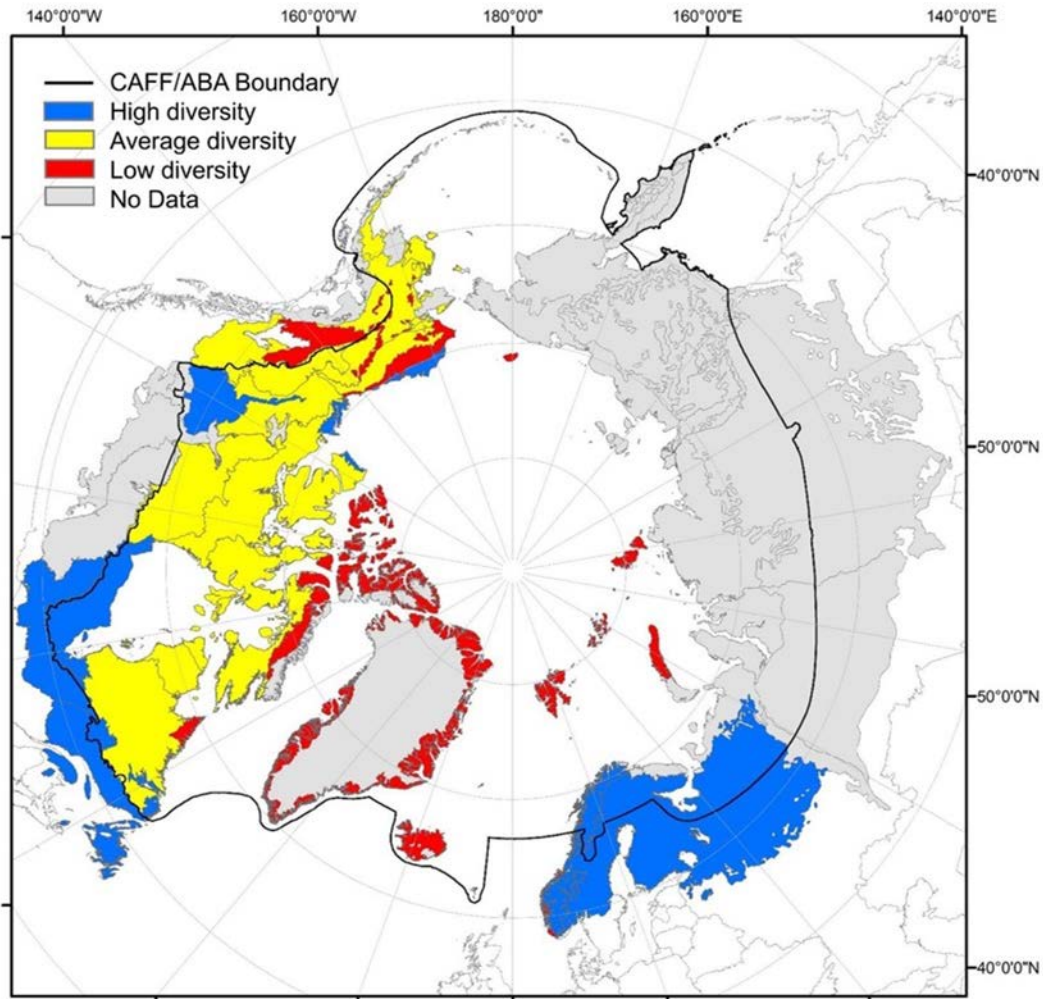 140°0'0"W 160°0'0"W 180°0'0" 160°0'0"E 140°0'0"E
CAFF/ABA Boundary
High diversity
Average diversity
Low diversity
No Data
40°0'0"N
50°0'0"N
50°0'0"N
40°0'0"N